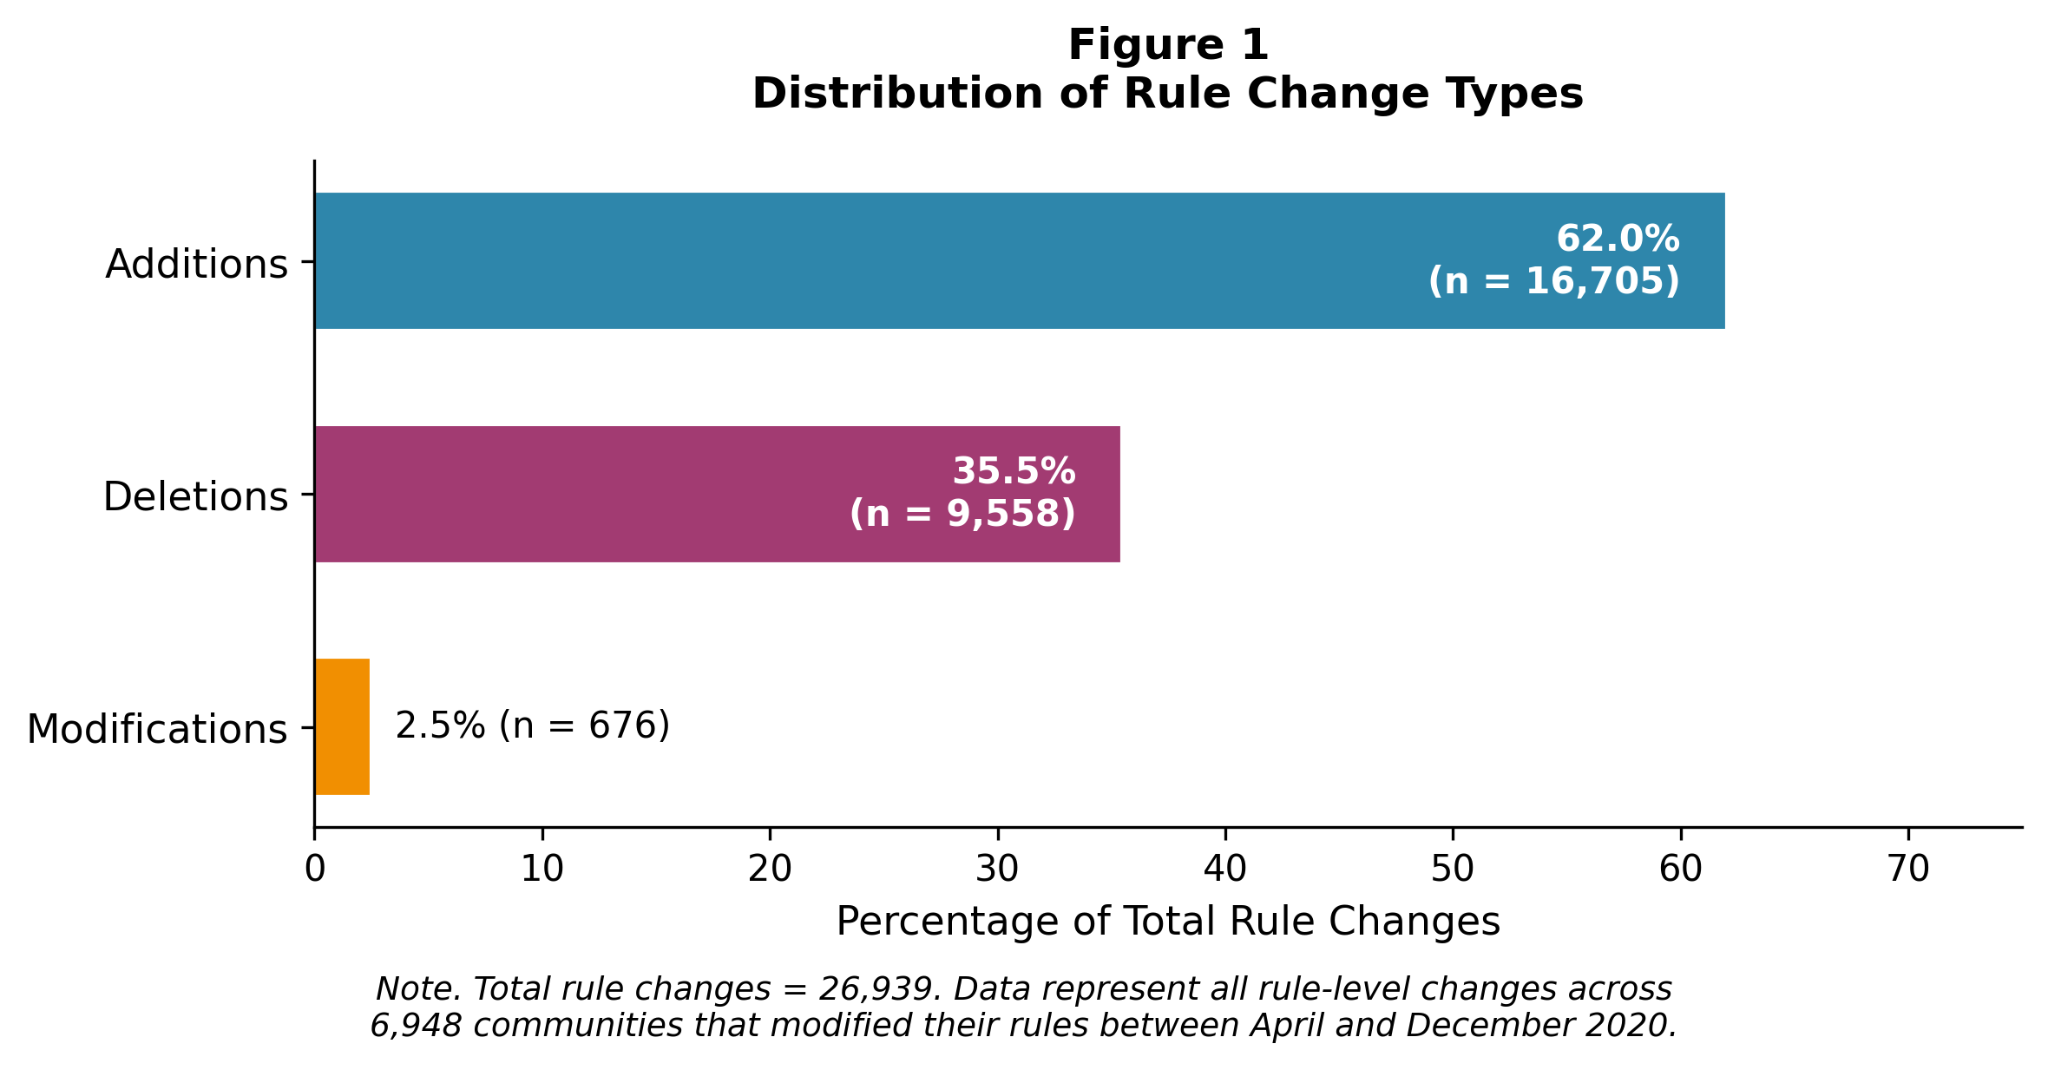 Figure 1
Distribution of Rule Change Types
Additions
62.0%
(n = 16,705)
Deletions
35.5%
(n = 9,558)
Modifications
2.5% (n = 676)
0 10 20 30 40 50 60 70
Percentage of Total Rule Changes
Note. Total rule changes = 26,939. Data represent all rule-level changes across
6,948 communities that modified their rules between April and December 2020.